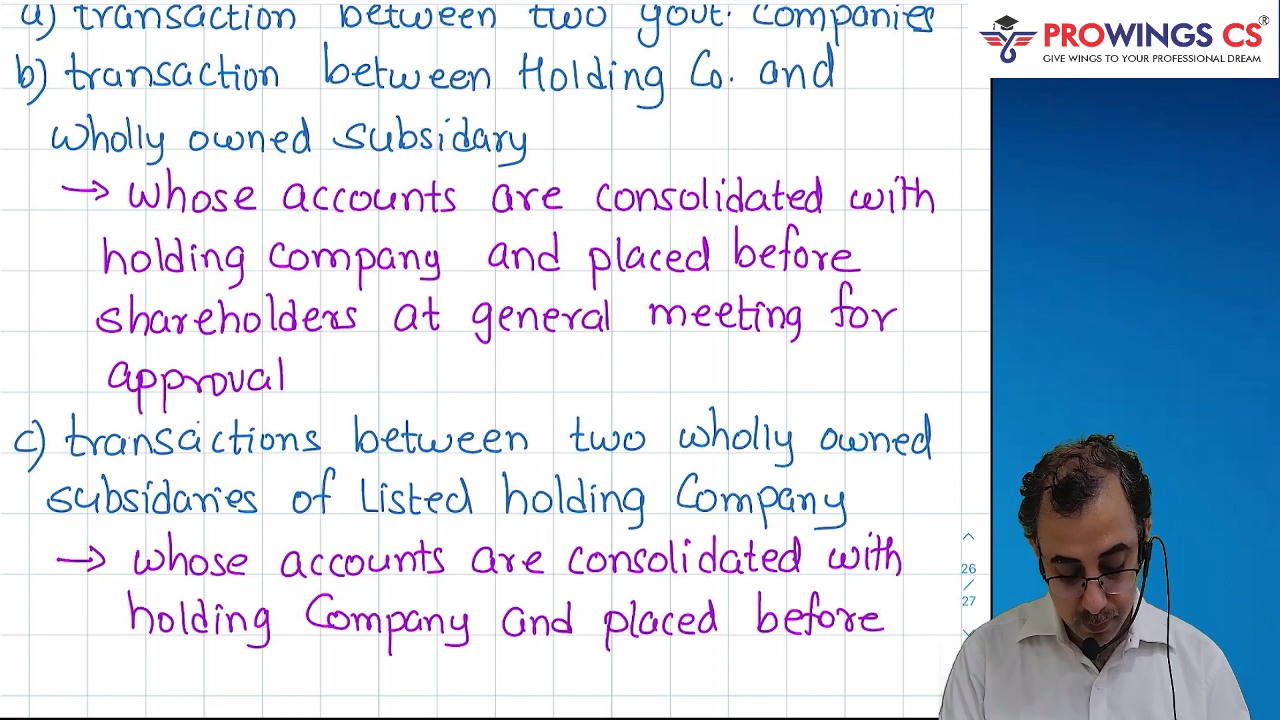 a) transaction between two govt. Companies
b) transaction between Holding Co. and
wholly owned subsidary
→ whose accounts are consolidated with
holding company and placed before
shareholders at general meeting for
approval
c) transactions between two wholly owned
subsidaries of Listed holding Company
→ whose accounts are consolidated with
holding Company and placed before
PROWINGS CS®
GIVE WINGS TO YOUR PROFESSIONAL DREAM
26
/
27